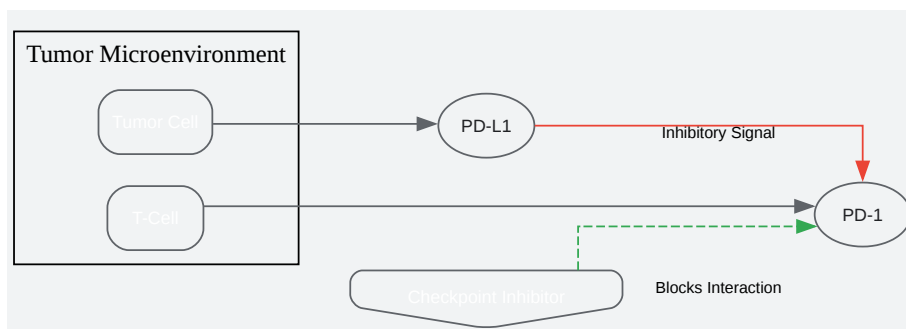 Tumor Microenvironment
Tumor Cell
PD-L1
Inhibitory Signal
T-Cell
PD-1
Blocks Interaction
Checkpoint Inhibitor